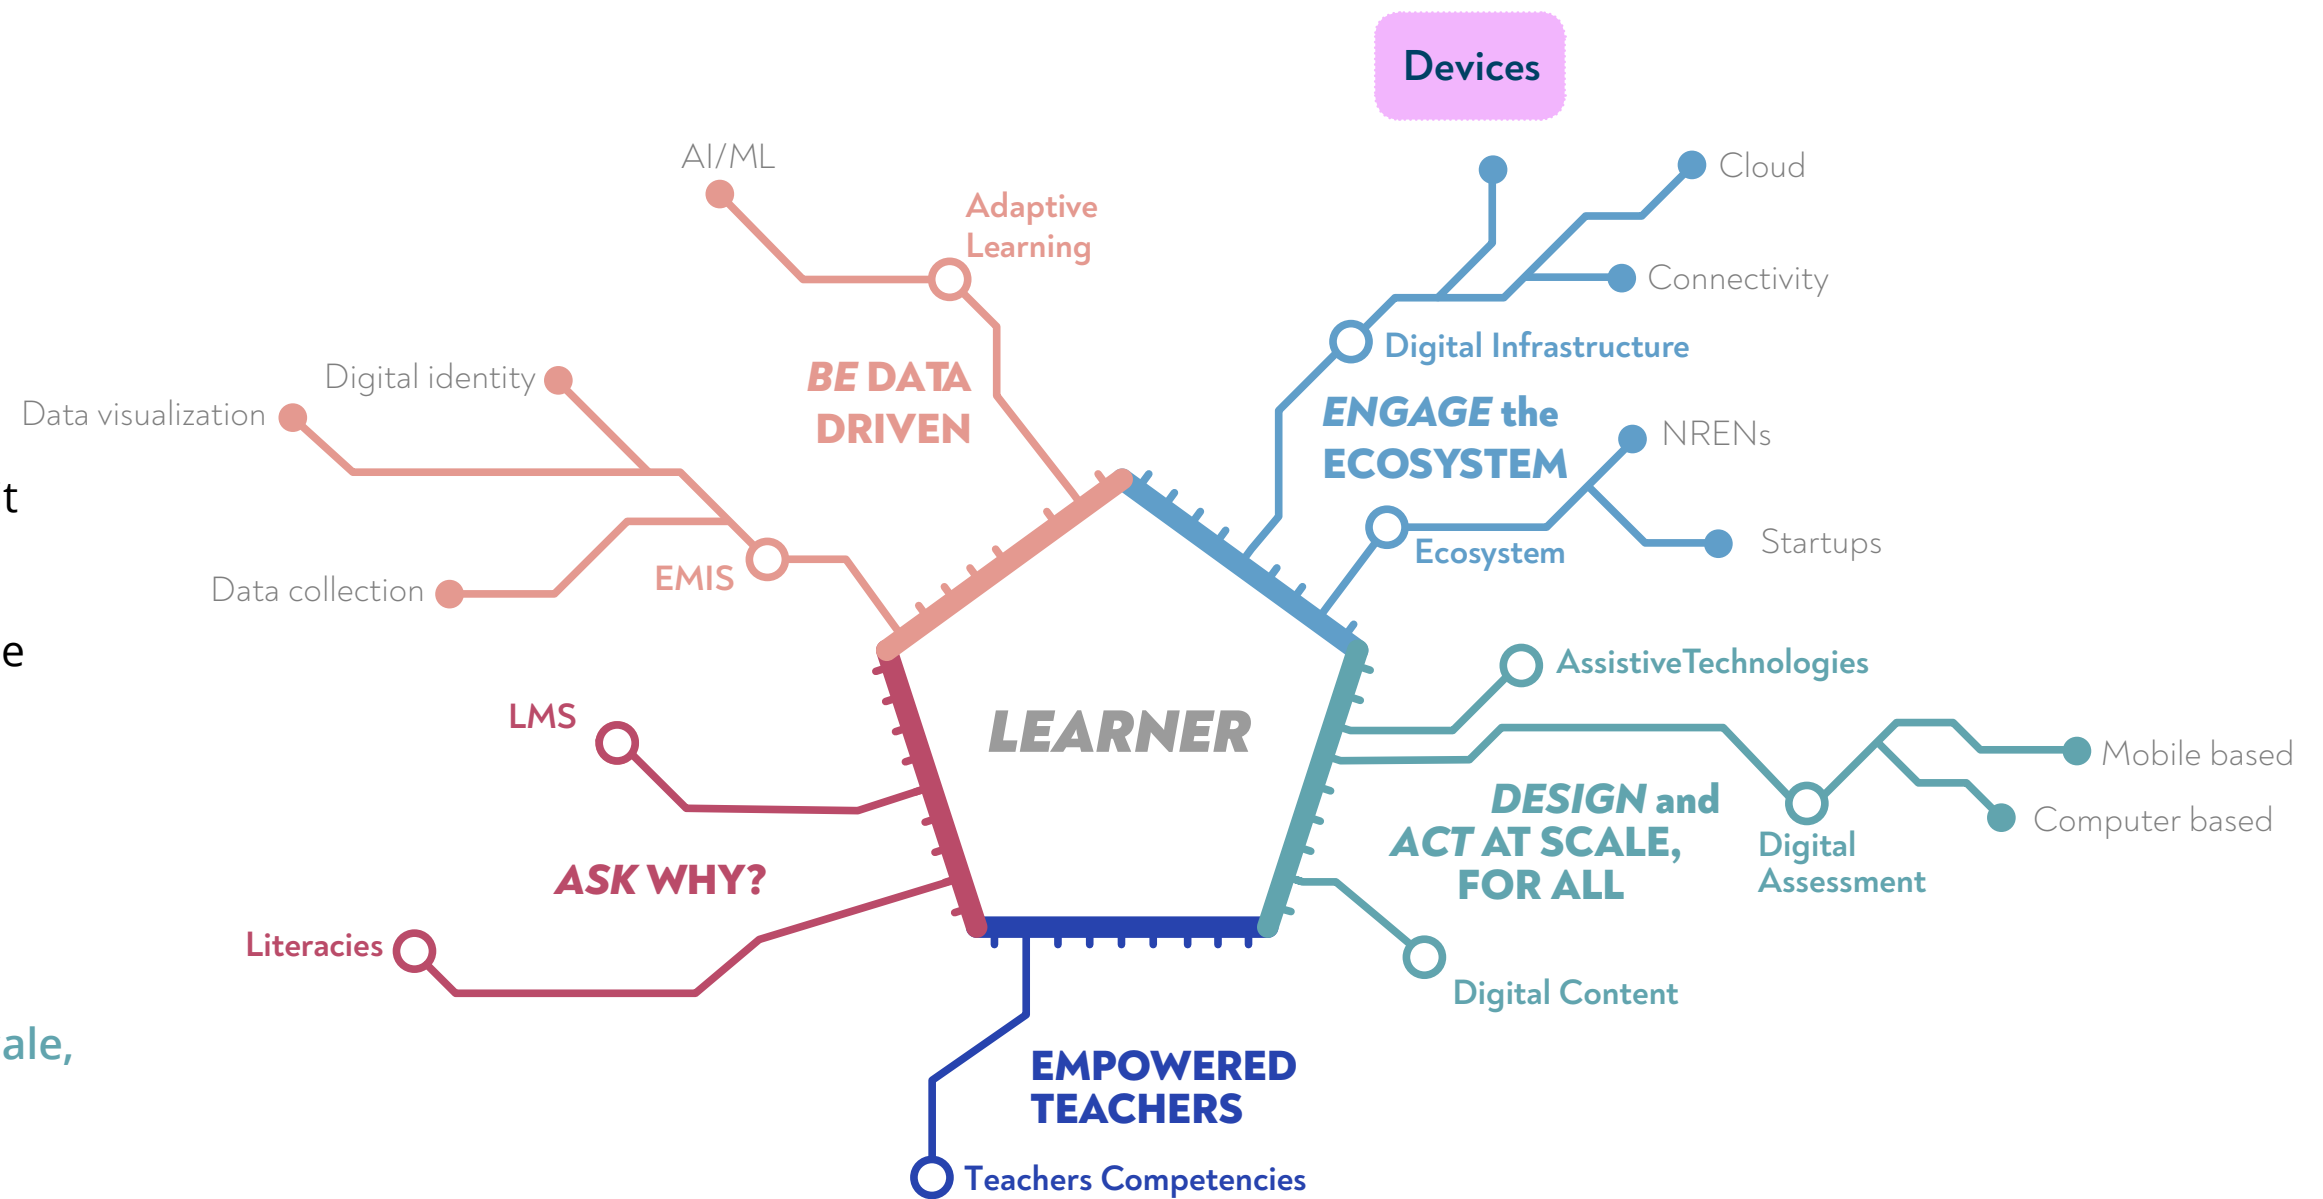 Devices
AI/ML
Cloud
Adaptive
Learning
Connectivity
Digital Infrastructure
Digital identity
BE DATA
DRIVEN
Data visualization
ENGAGE the
ECOSYSTEM
NRENs
t
Startups
Ecosystem
EMIS
Data collection
e
AssistiveTechnologies
LMS
LEARNER
Mobile based
DESIGN and
ACT AT SCALE,
FOR ALL
Computer based
Digital
Assessment
ASK WHY?
Literacies
Digital Content
ale,
EMPOWERED
TEACHERS
Teachers Competencies